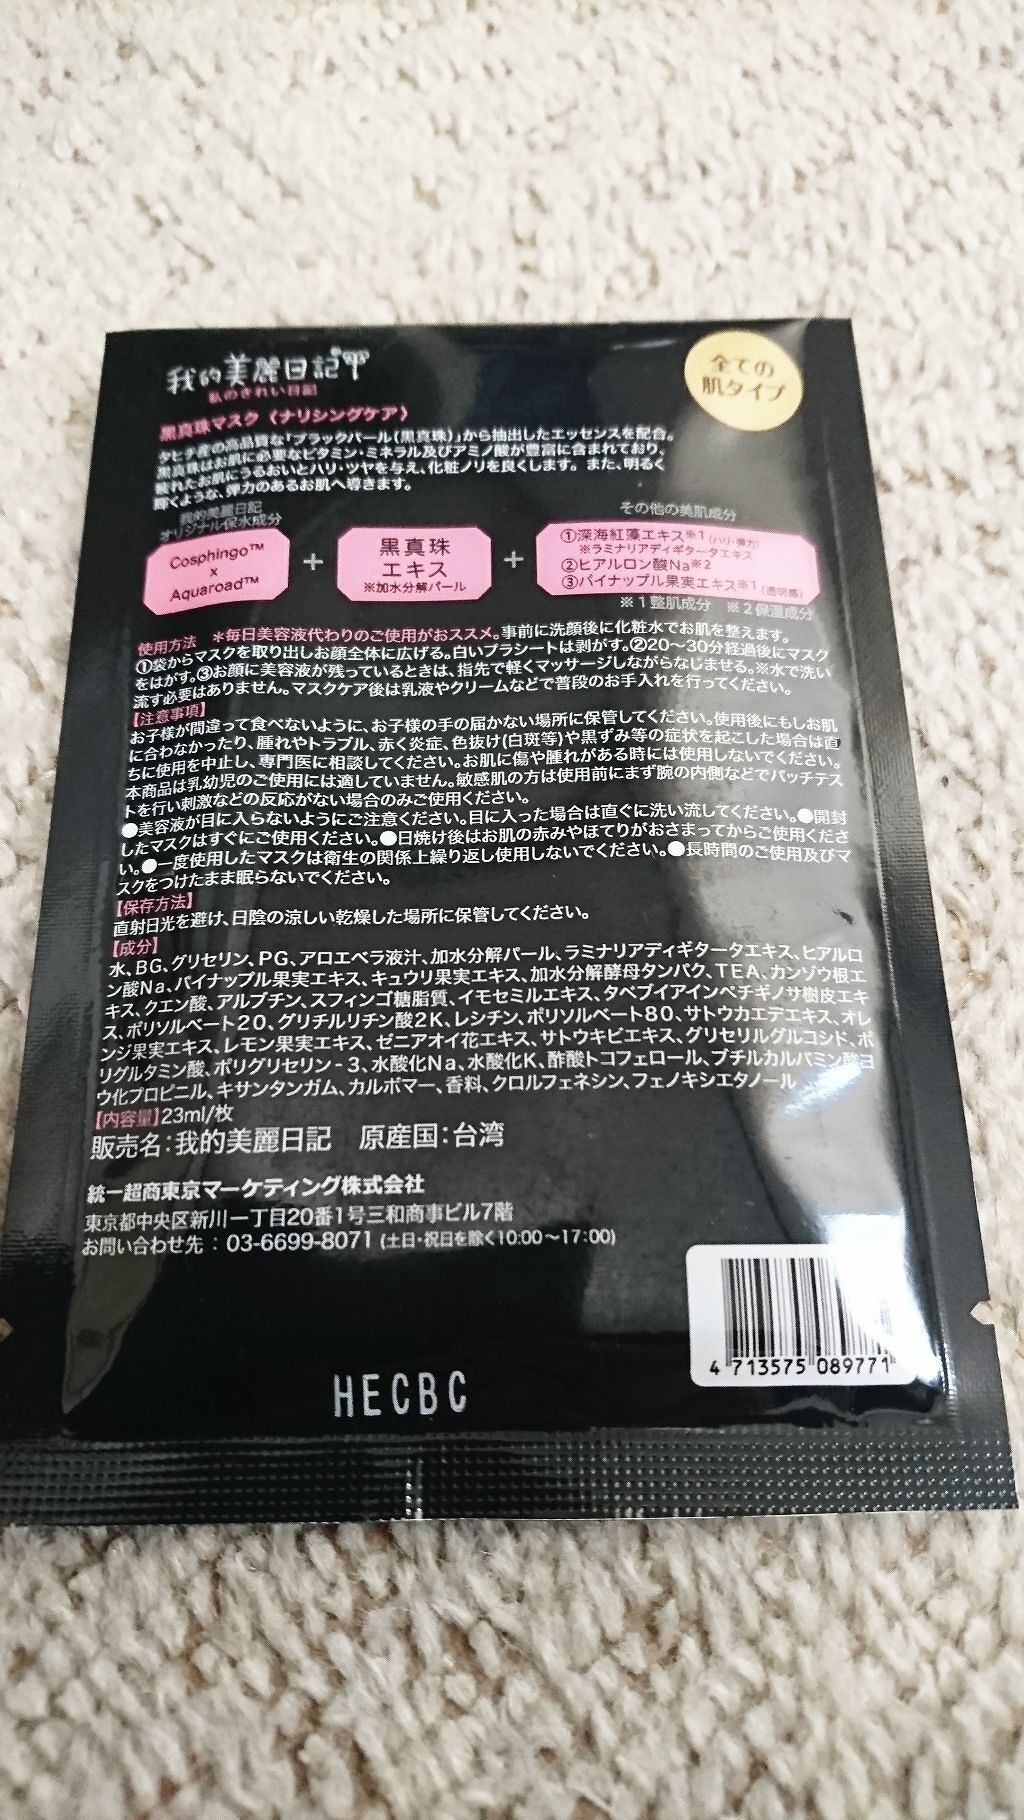 我的美麗日記
私のきれい日記
全ての
肌タイプ
黒真珠マスク〈ナリシングケア〉
タヒチ産の高品質な「ブラックパール(黒真珠)」から抽出したエッセンスを配合。
黒真珠はお肌に必要なビタミン・ミネラル及びアミノ酸が豊富に含まれており、
疲れたお肌にうるおいとハリ・ツヤを与え、化粧ノリを良くします。また、明るく
輝くような、弾力のあるお肌へ導きます。
我的美麗日記
オリジナル保水成分
Cosphingo™
x
Aquaroad™
+
黒真珠
エキス
※加水分解パール
+
その他の美肌成分
①深海紅藻エキス※1(ハリ・弾力)
※ラミナリアディギタータエキス
②ヒアルロン酸Na※2
③パイナップル果実エキス※1(透明感)
※1整肌成分 ※2保湿成分
使用方法 *毎日美容液代わりのご使用がおススメ。事前に洗顔後に化粧水でお肌を整えます。
①袋からマスクを取り出しお顔全体に広げる。白いプラシートは剥がす。②20～30分経過後にマスク
をはがす。③お顔に美容液が残っているときは、指先で軽くマッサージしながらなじませる。※水で洗い
流す必要はありません。マスクケア後は乳液やクリームなどで普段のお手入れを行ってください。
【注意事項】
お子様が間違って食べないように、お子様の手の届かない場所に保管してください。使用後にもしお肌
に合わなかったり、腫れやトラブル、赤く炎症、色抜け(白斑等)や黒ずみ等の症状を起こした場合は直
ちに使用を中止し、専門医に相談してください。お肌に傷や腫れがある時には使用しないでください。
本商品は乳幼児のご使用には適していません。敏感肌の方は使用前にまず腕の内側などでパッチテス
トを行い刺激などの反応がない場合のみご使用ください。
●美容液が目に入らないようにご注意ください。目に入った場合は直ぐに洗い流してください。●開封
したマスクはすぐにご使用ください。●日焼け後はお肌の赤みやほてりがおさまってからご使用くださ
い。●一度使用したマスクは衛生の関係上繰り返し使用しないでください。●長時間のご使用及びマ
スクをつけたまま眠らないでください。
【保存方法】
直射日光を避け、日陰の涼しい乾燥した場所に保管してください。
【成分】
水、BG、グリセリン、PG、アロエベラ液汁、加水分解パール、ラミナリアディギタータエキス、ヒアルロ
ン酸Na、パイナップル果実エキス、キュウリ果実エキス、加水分解酵母タンパク、TEA、カンゾウ根エ
キス、クエン酸、アルブチン、スフィンゴ糖脂質、イモセミルエキス、タベブイアインペチギノサ樹皮エキ
ス、ポリソルベート20、グリチルリチン酸2K、レシチン、ポリソルベート80、サトウカエデエキス、オレ
ンジ果実エキス、レモン果実エキス、ゼニアオイ花エキス、サトウキビエキス、グリセリルグルコシド、ポ
リグルタミン酸、ポリグリセリン-3、水酸化Na、水酸化K、酢酸トコフェロール、ブチルカルバミン酸ヨ
ウ化プロピニル、キサンタンガム、カルボマー、香料、クロルフェネシン、フェノキシエタノール
【内容量】23ml/枚
販売名：我的美麗日記 原産国：台湾
統一超商東京マーケティング株式会社
東京都中央区新川一丁目20番1号三和商事ビル7階
お問い合わせ先：03-6699-8071 (土日・祝日を除く10:00～17:00)
4 713575 089771
HECBC